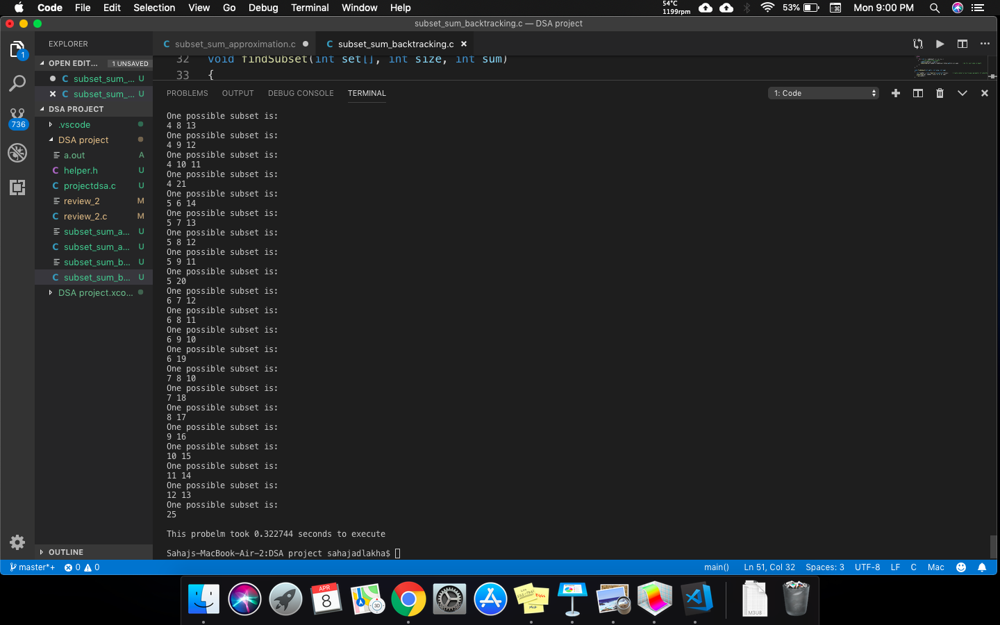 Code File Edit Selection View Go Debug Terminal Window Help 54°C 1199rpm 53% Mon 9:00 PM
subset_sum_backtracking.c — DSA project
EXPLORER
C subset_sum_approximation.c
C subset_sum_backtracking.c
OPEN EDIT... 1 UNSAVED
C subset_sum_... U
C subset_sum_... U
DSA PROJECT
.vscode
DSA project
a.out A
C helper.h U
C projectdsa.c U
review_2 M
C review_2.c M
subset_sum_a... U
C subset_sum_a... U
subset_sum_b... U
C subset_sum_b... U
DSA project.xco...
OUTLINE
1
736
32 void findSubset(int set[], int size, int sum)
33 {
PROBLEMS OUTPUT DEBUG CONSOLE TERMINAL 1: Code
One possible subset is:
4 8 13
One possible subset is:
4 9 12
One possible subset is:
4 10 11
One possible subset is:
4 21
One possible subset is:
5 6 14
One possible subset is:
5 7 13
One possible subset is:
5 8 12
One possible subset is:
5 9 11
One possible subset is:
5 20
One possible subset is:
6 7 12
One possible subset is:
6 8 11
One possible subset is:
6 9 10
One possible subset is:
6 19
One possible subset is:
7 8 10
One possible subset is:
7 18
One possible subset is:
8 17
One possible subset is:
9 16
One possible subset is:
10 15
One possible subset is:
11 14
One possible subset is:
12 13
One possible subset is:
25
This probelm took 0.322744 seconds to execute
Sahajs-MacBook-Air-2:DSA project sahajadlakha$
master*+ 0 0 main() Ln 51, Col 32 Spaces: 3 UTF-8 LF C Mac
APR
8
3D
M3U8